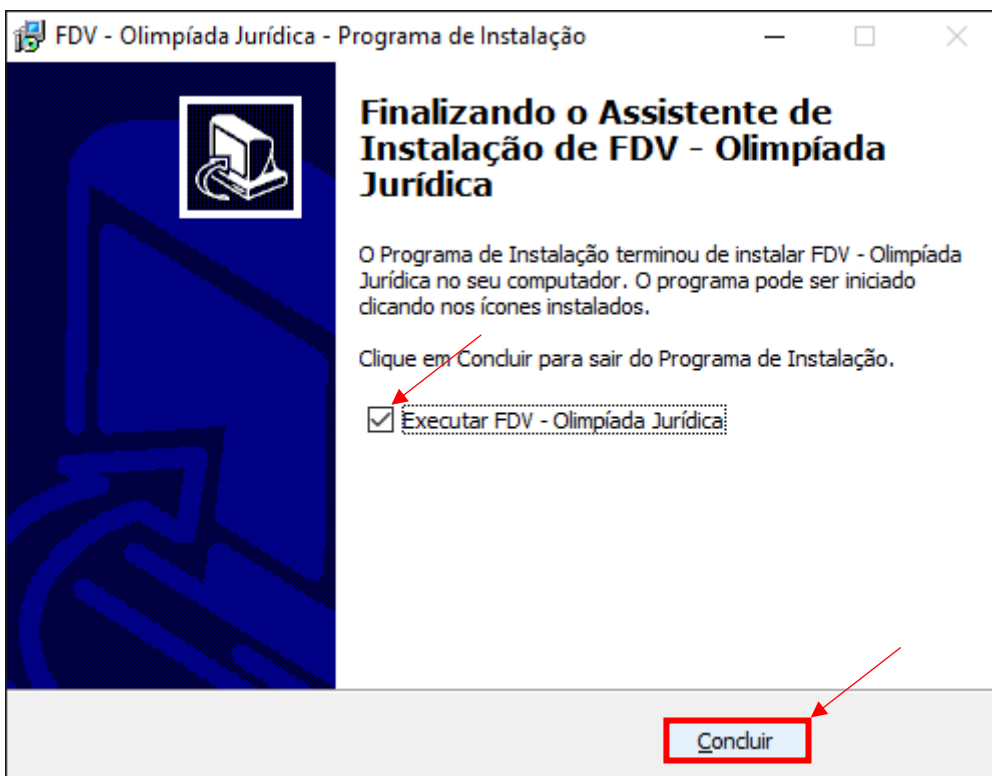 FDV - Olimpíada Jurídica - Programa de Instalação
Finalizando o Assistente de
Instalação de FDV - Olimpíada
Jurídica
O Programa de Instalação terminou de instalar FDV - Olimpíada
Jurídica no seu computador. O programa pode ser iniciado
clicando nos ícones instalados.
Clique em Concluir para sair do Programa de Instalação.
Executar FDV - Olimpíada Jurídica
Concluir